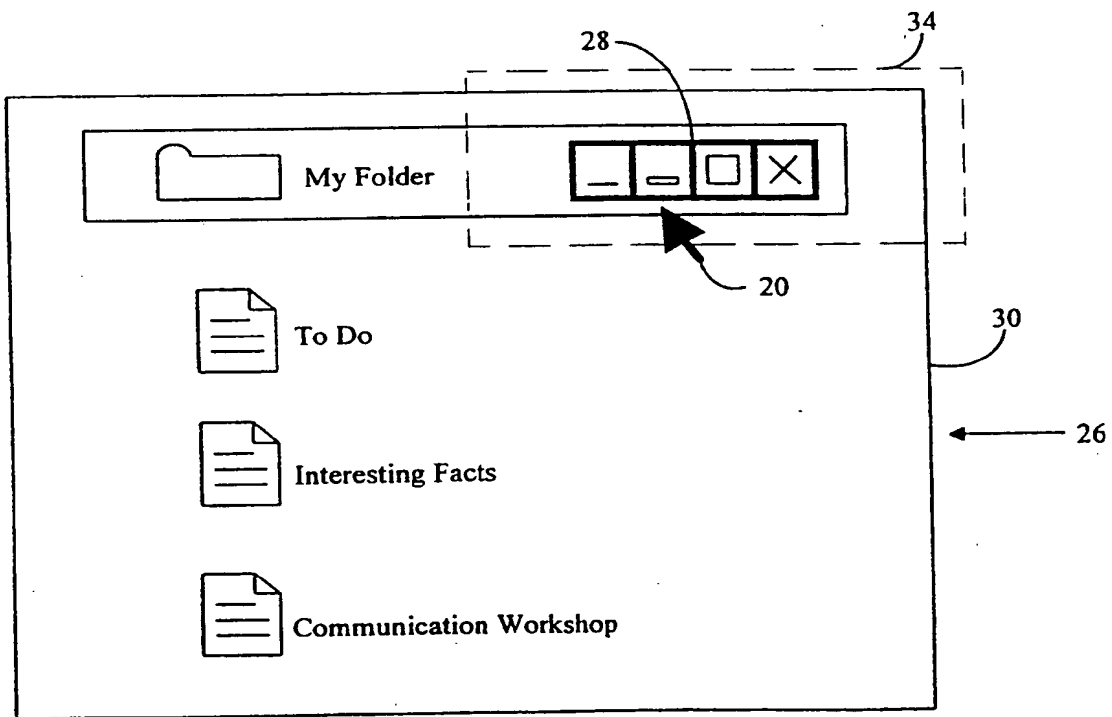 34
28
My Folder
20
To Do
30
26
Interesting Facts
Communication Workshop